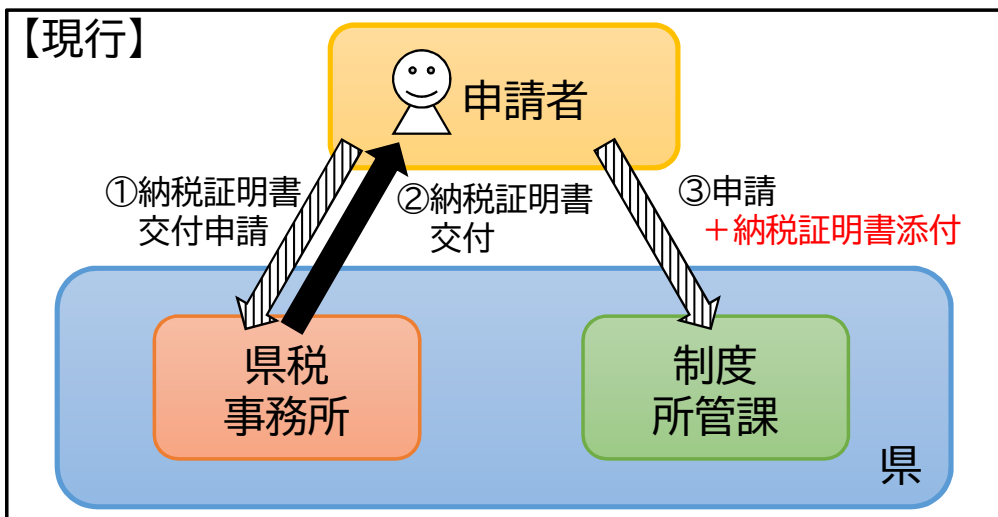 【現行】
申請者
①納税証明書
交付申請
②納税証明書
交付
③申請
＋納税証明書添付
県税
事務所
制度
所管課
県